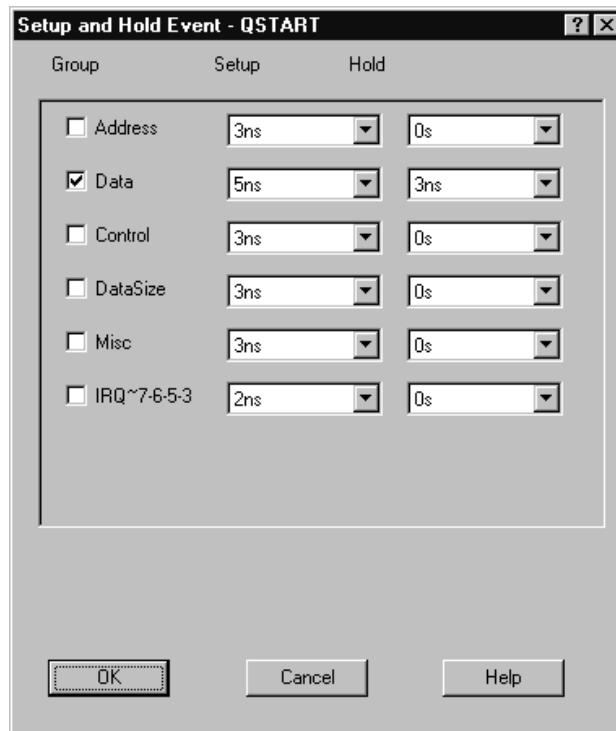 Setup and Hold Event - QSTART
Group Setup Hold
Address 3ns 0s
Data 5ns 3ns
Control 3ns 0s
DataSize 3ns 0s
Misc 3ns 0s
IRQ~7-6-5-3 2ns 0s
OK Cancel Help